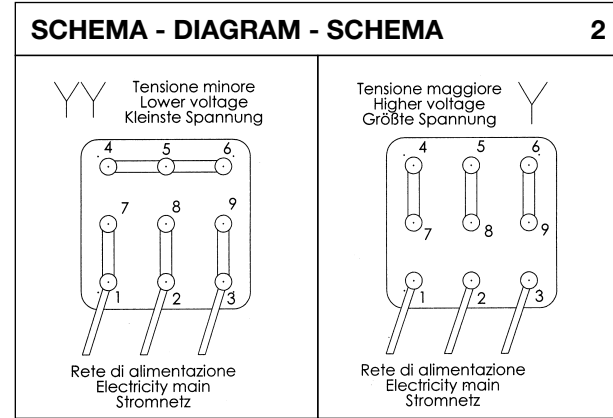 SCHEMA - DIAGRAM - SCHEMA 2
Tensione minore
Lower voltage
Kleinste Spannung
4 5 6
7 8 9
1 2 3
Rete di alimentazione
Electricity main
Stromnetz
Tensione maggiore
Higher voltage
Größte Spannung
4 5 6
7 8 9
1 2 3
Rete di alimentazione
Electricity main
Stromnetz